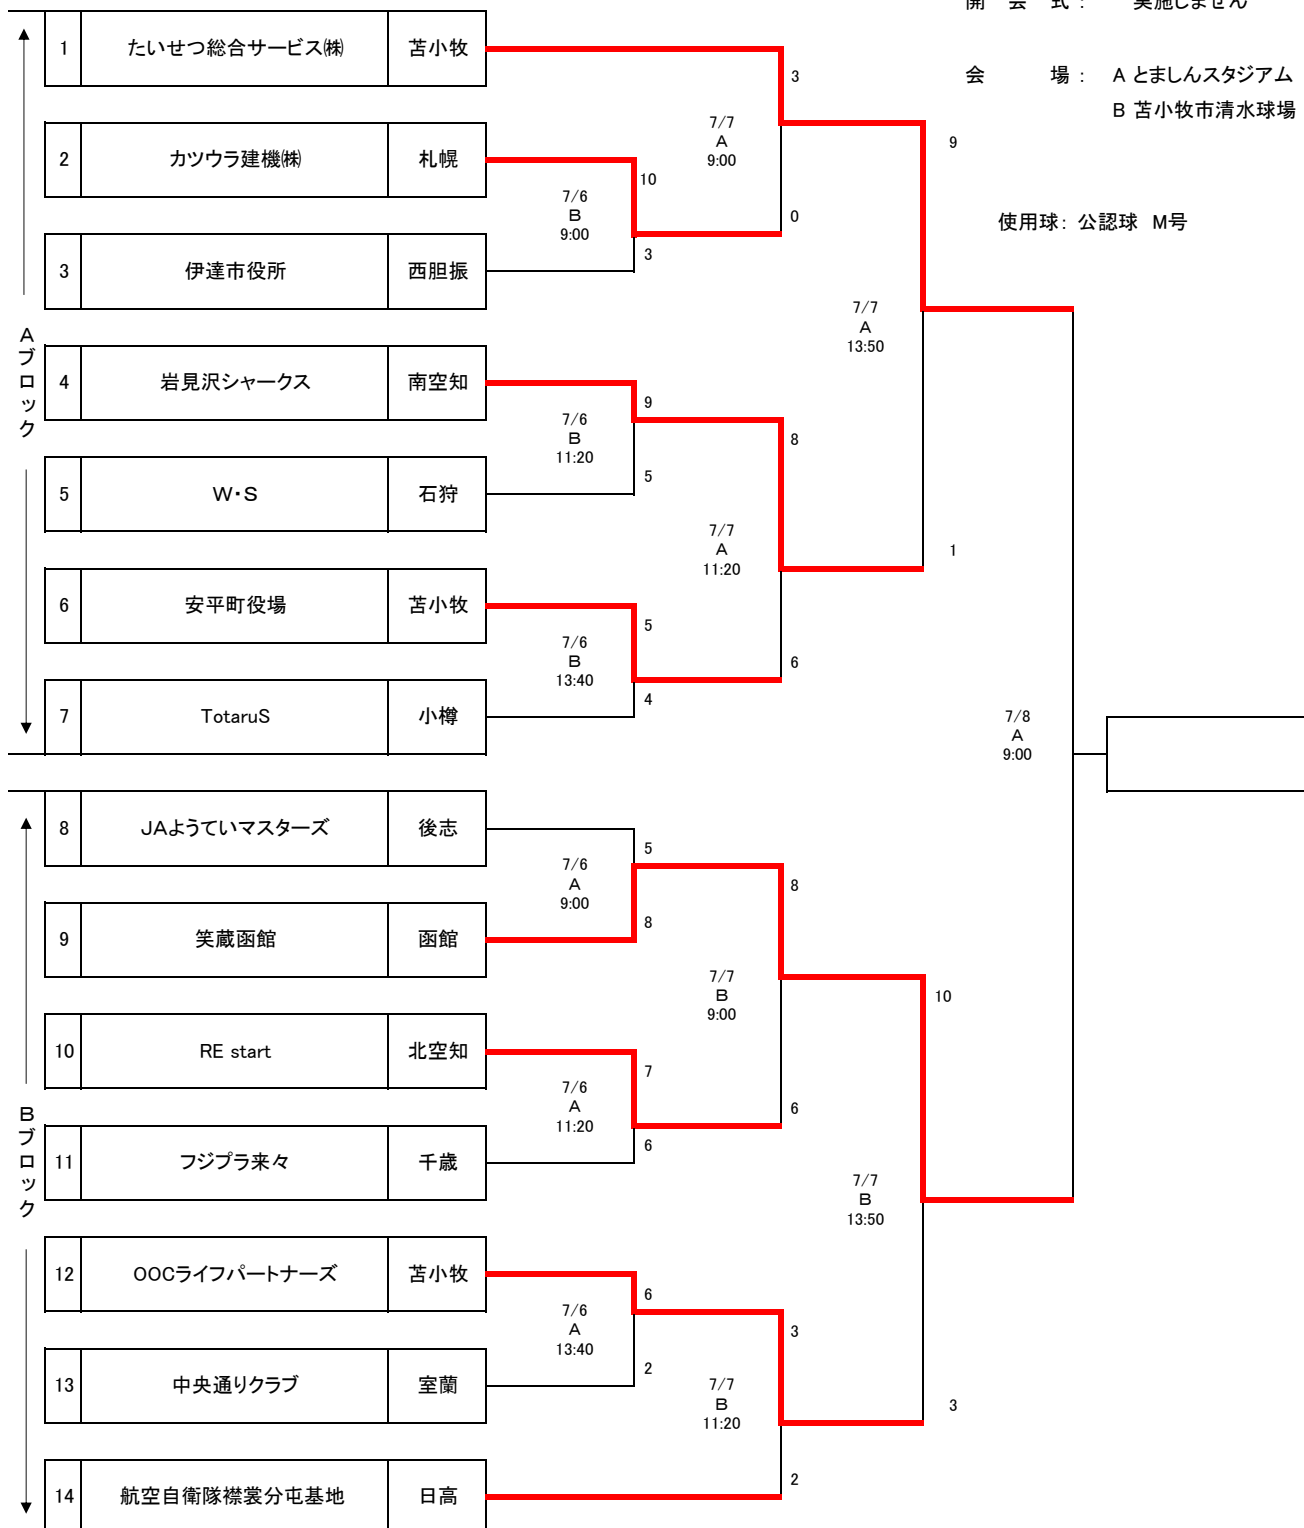 開 会 式 : 実施しません
会 場 : A とましんスタジアム
B 苫小牧市清水球場
使用球: 公認球 M号
Aブロック
1 たいせつ総合サービス㈱ 苫小牧
2 カツウラ建機㈱ 札幌
3 伊達市役所 西胆振
4 岩見沢シャークス 南空知
5 W・S 石狩
6 安平町役場 苫小牧
7 TotaruS 小樽
Bブロック
8 JAようていマスターズ 後志
9 笑蔵函館 函館
10 RE start 北空知
11 フジプラ来々 千歳
12 OOCライフパートナーズ 苫小牧
13 中央通りクラブ 室蘭
14 航空自衛隊襟裳分屯基地 日高
10
7/6
B
9:00
3
9
7/6
B
11:20
5
5
7/6
B
13:40
4
5
7/6
A
9:00
8
7
7/6
A
11:20
6
6
7/6
A
13:40
2
3
7/7
A
9:00
0
8
7/7
A
11:20
6
8
7/7
B
9:00
6
3
7/7
B
11:20
2
9
7/7
A
13:50
1
10
7/7
B
13:50
3
7/8
A
9:00